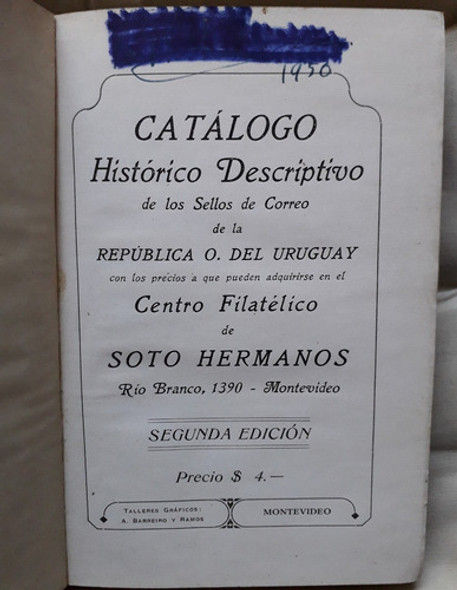 1930
CATÁLOGO
Histórico Descriptivo
de los Sellos de Correo
de la
REPÚBLICA O. DEL URUGUAY
con los precios a que pueden adquirirse en el
Centro Filatélico
de
SOTO HERMANOS
Río Branco, 1390 - Montevideo
SEGUNDA EDICIÓN
Precio $ 4.—
TALLERES GRÁFICOS:
A. BARREIRO Y RAMOS
MONTEVIDEO